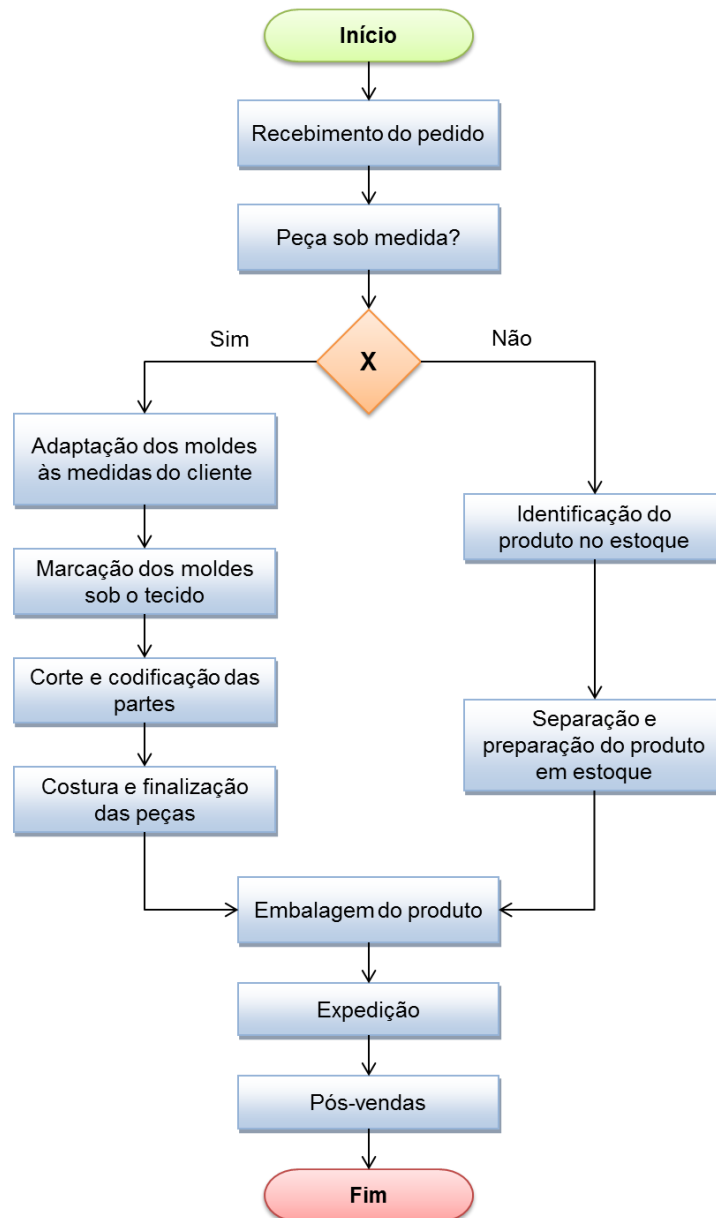 Início
Recebimento do pedido
Peça sob medida?
Sim
X
Não
Adaptação dos moldes
às medidas do cliente
Marcação dos moldes
sob o tecido
Corte e codificação das
partes
Costura e finalização
das peças
Identificação do
produto no estoque
Separação e
preparação do produto
em estoque
Embalagem do produto
Expedição
Pós-vendas
Fim